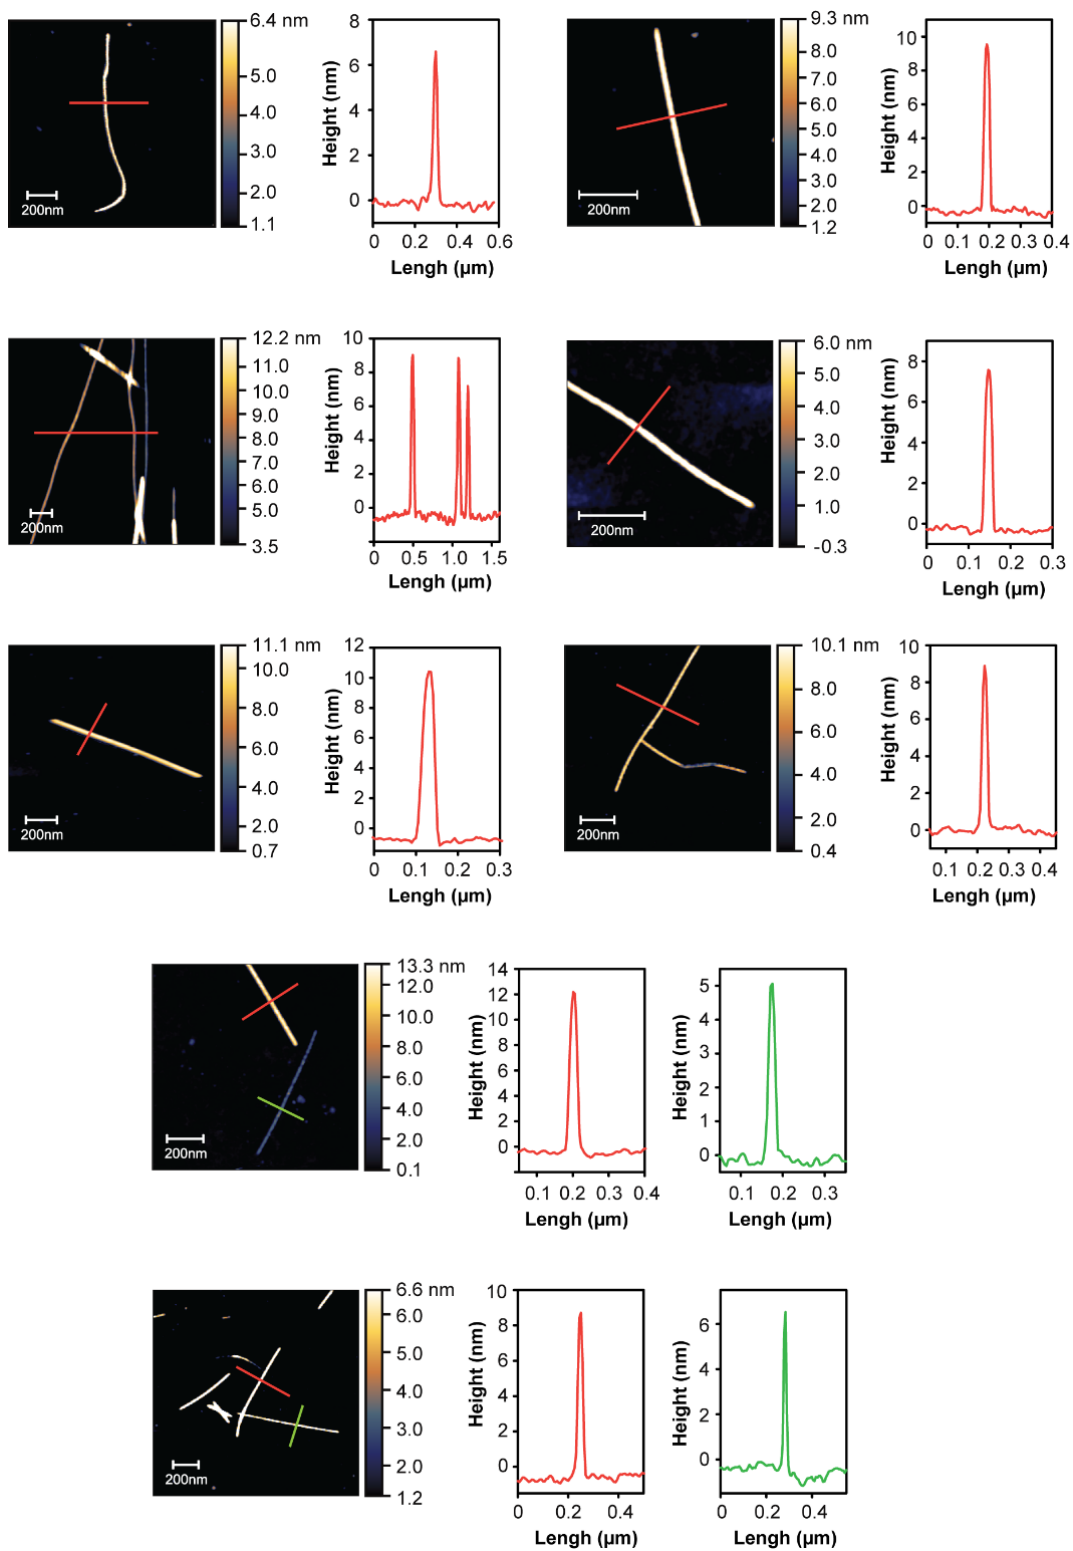 6.4 nm
5.0
4.0
3.0
2.0
1.1
200nm
Height (nm)
8
6
4
2
0
0 0.2 0.4 0.6
Lengh (µm)
9.3 nm
8.0
7.0
6.0
5.0
4.0
3.0
2.0
1.2
200nm
Height (nm)
10
8
6
4
2
0
0 0.1 0.2 0.3 0.4
Lengh (µm)
12.2 nm
11.0
10.0
9.0
8.0
7.0
6.0
5.0
3.5
200nm
Height (nm)
10
8
6
4
2
0
0 0.5 1.0 1.5
Lengh (µm)
6.0 nm
5.0
4.0
3.0
2.0
1.0
-0.3
200nm
Height (nm)
8
6
4
2
0
0 0.1 0.2 0.3
Lengh (µm)
11.1 nm
10.0
8.0
6.0
4.0
2.0
0.7
200nm
Height (nm)
12
10
8
6
4
2
0
0 0.1 0.2 0.3
Lengh (µm)
10.1 nm
8.0
6.0
4.0
2.0
0.4
200nm
Height (nm)
10
8
6
4
2
0
0.1 0.2 0.3 0.4
Lengh (µm)
13.3 nm
12.0
10.0
8.0
6.0
4.0
2.0
0.1
200nm
Height (nm)
14
12
10
8
6
4
2
0
0.1 0.2 0.3 0.4
Lengh (µm)
Height (nm)
5
4
3
2
1
0
0.1 0.2 0.3
Lengh (µm)
6.6 nm
6.0
5.0
4.0
3.0
2.0
1.2
200nm
Height (nm)
10
8
6
4
2
0
0 0.2 0.4
Lengh (µm)
Height (nm)
6
4
2
0
0 0.2 0.4
Lengh (µm)